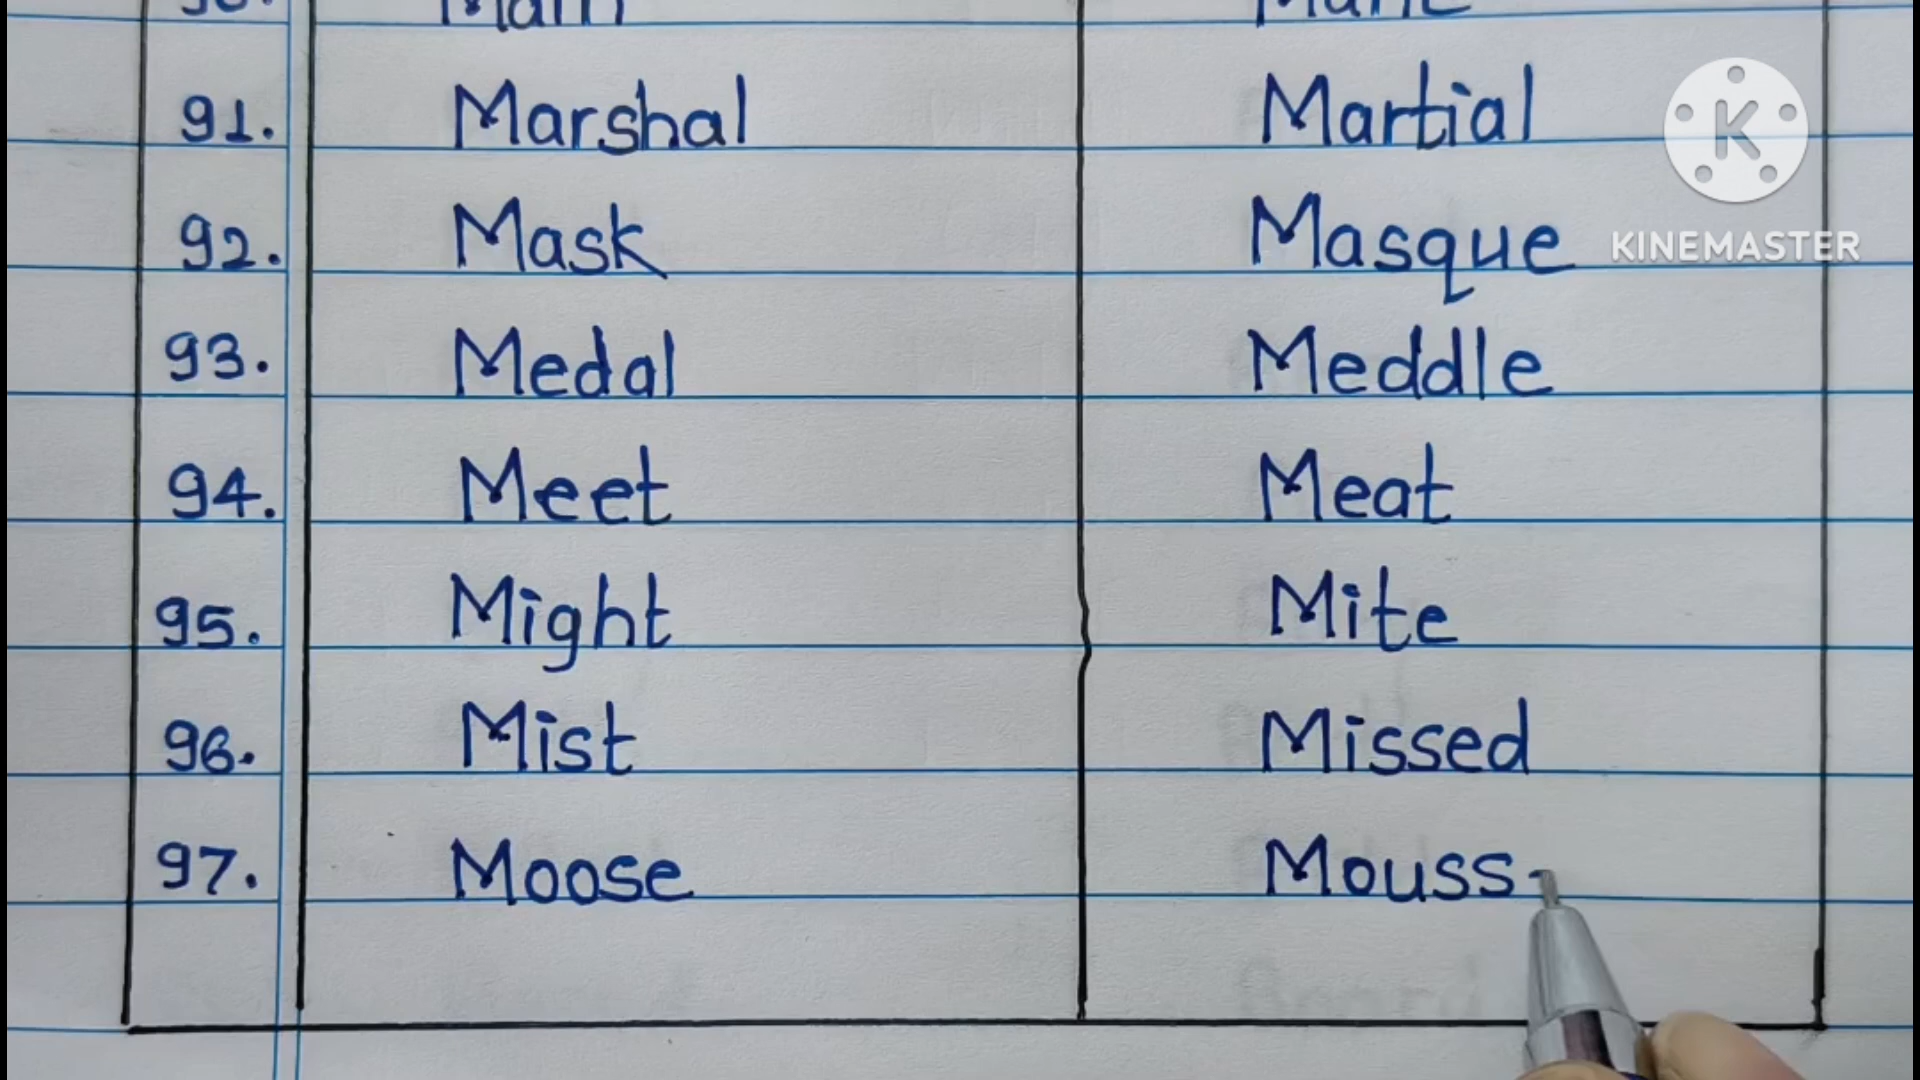 91. Marshal Martial
92. Mask Masque
93. Medal Meddle
94. Meet Meat
95. Might Mite
96. Mist Missed
97. Moose Mouss
K
KINEMASTER